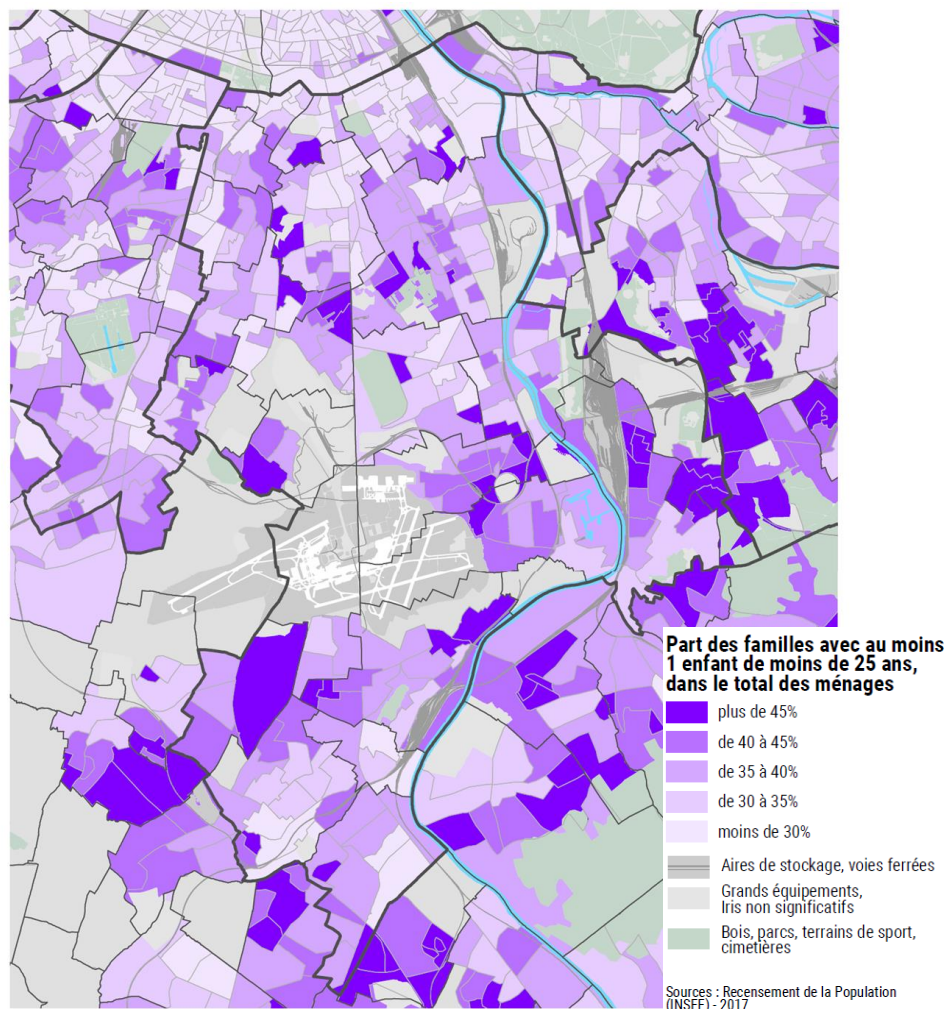 Part des familles avec au moins
1 enfant de moins de 25 ans,
dans le total des ménages
plus de 45%
de 40 à 45%
de 35 à 40%
de 30 à 35%
moins de 30%
Aires de stockage, voies ferrées
Grands équipements,
Iris non significatifs
Bois, parcs, terrains de sport,
cimetières
Sources : Recensement de la Population
(INSEE) - 2017